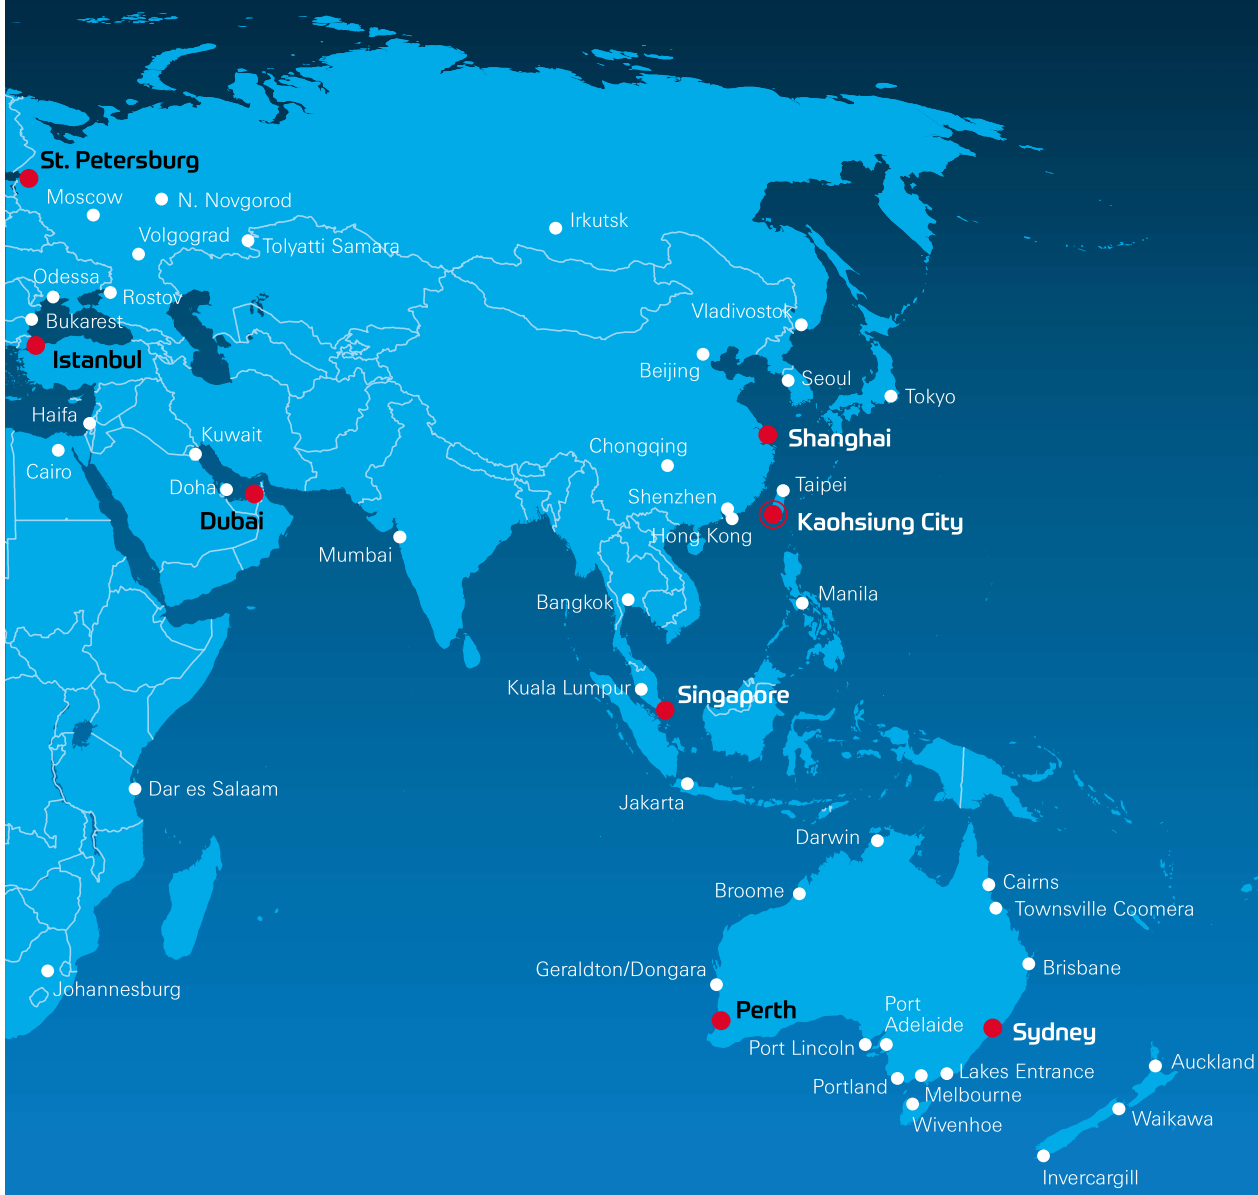 St. Petersburg
Moscow
N. Novgorod
Irkutsk
Volgograd
Tolyatti Samara
Odessa
Rostov
Vladivostok
Bukarest
Istanbul
Beijing
Seoul
Tokyo
Haifa
Kuwait
Shanghai
Chongqing
Cairo
Doha
Taipei
Shenzhen
Dubai
Kaohsiung City
Hong Kong
Mumbai
Bangkok
Manila
Kuala Lumpur
Singapore
Dar es Salaam
Jakarta
Darwin
Broome
Cairns
Townsville Coomera
Geraldton/Dongara
Brisbane
Johannesburg
Perth
Port
Adelaide
Sydney
Port Lincoln
Auckland
Lakes Entrance
Portland
Melbourne
Wivenhoe
Waikawa
Invercargill